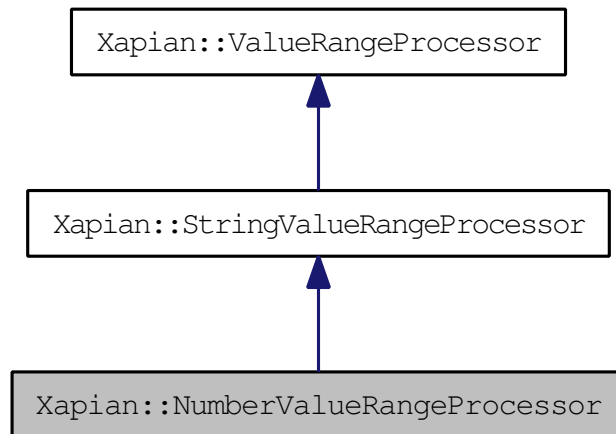 Xapian::ValueRangeProcessor
Xapian::StringValueRangeProcessor
Xapian::NumberValueRangeProcessor